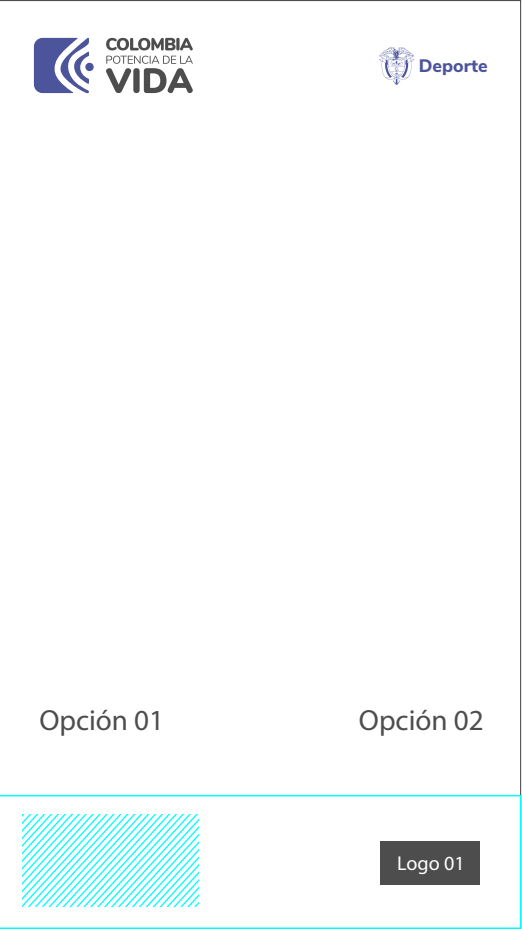 COLOMBIA
POTENCIA DE LA
VIDA
Deporte
Opción 01
Opción 02
Logo 01